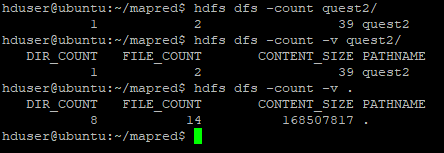 hduser@ubuntu:~/mapred$ hdfs dfs -count quest2/
           1            2                 39 quest2
hduser@ubuntu:~/mapred$ hdfs dfs -count -v quest2/
   DIR_COUNT   FILE_COUNT       CONTENT_SIZE PATHNAME
           1            2                 39 quest2
hduser@ubuntu:~/mapred$ hdfs dfs -count -v .
   DIR_COUNT   FILE_COUNT       CONTENT_SIZE PATHNAME
           8           14          168507817 .
hduser@ubuntu:~/mapred$